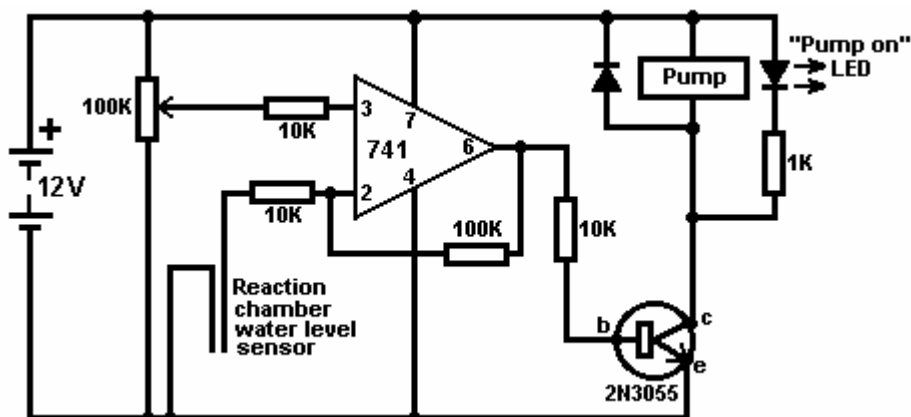 "Pump on"
LED
Pump
100K
10K
3
7
741
6
+
12V
2
4
10K
100K
10K
1K
Reaction
chamber
water level
sensor
b
c
e
2N3055